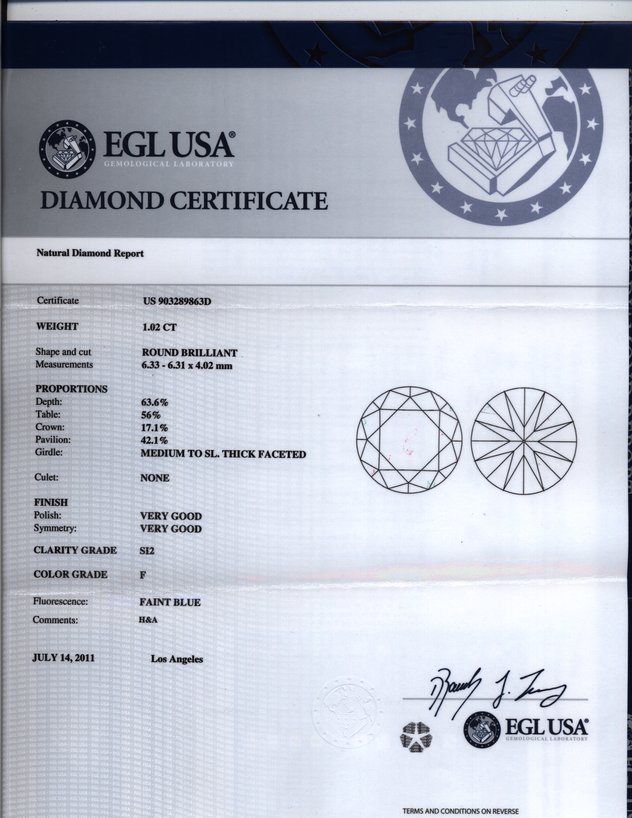 EGL USA®
GEMOLOGICAL LABORATORY
DIAMOND CERTIFICATE
Natural Diamond Report
Certificate US 903289863D
WEIGHT 1.02 CT
Shape and cut ROUND BRILLIANT
Measurements 6.33 - 6.31 x 4.02 mm
PROPORTIONS
Depth: 63.6%
Table: 56%
Crown: 17.1%
Pavilion: 42.1%
Girdle: MEDIUM TO SL. THICK FACETED
Culet: NONE
FINISH
Polish: VERY GOOD
Symmetry: VERY GOOD
CLARITY GRADE SI2
COLOR GRADE F
Fluorescence: FAINT BLUE
Comments: H&A
JULY 14, 2011 Los Angeles
EGL USA®
GEMOLOGICAL LABORATORY
TERMS AND CONDITIONS ON REVERSE